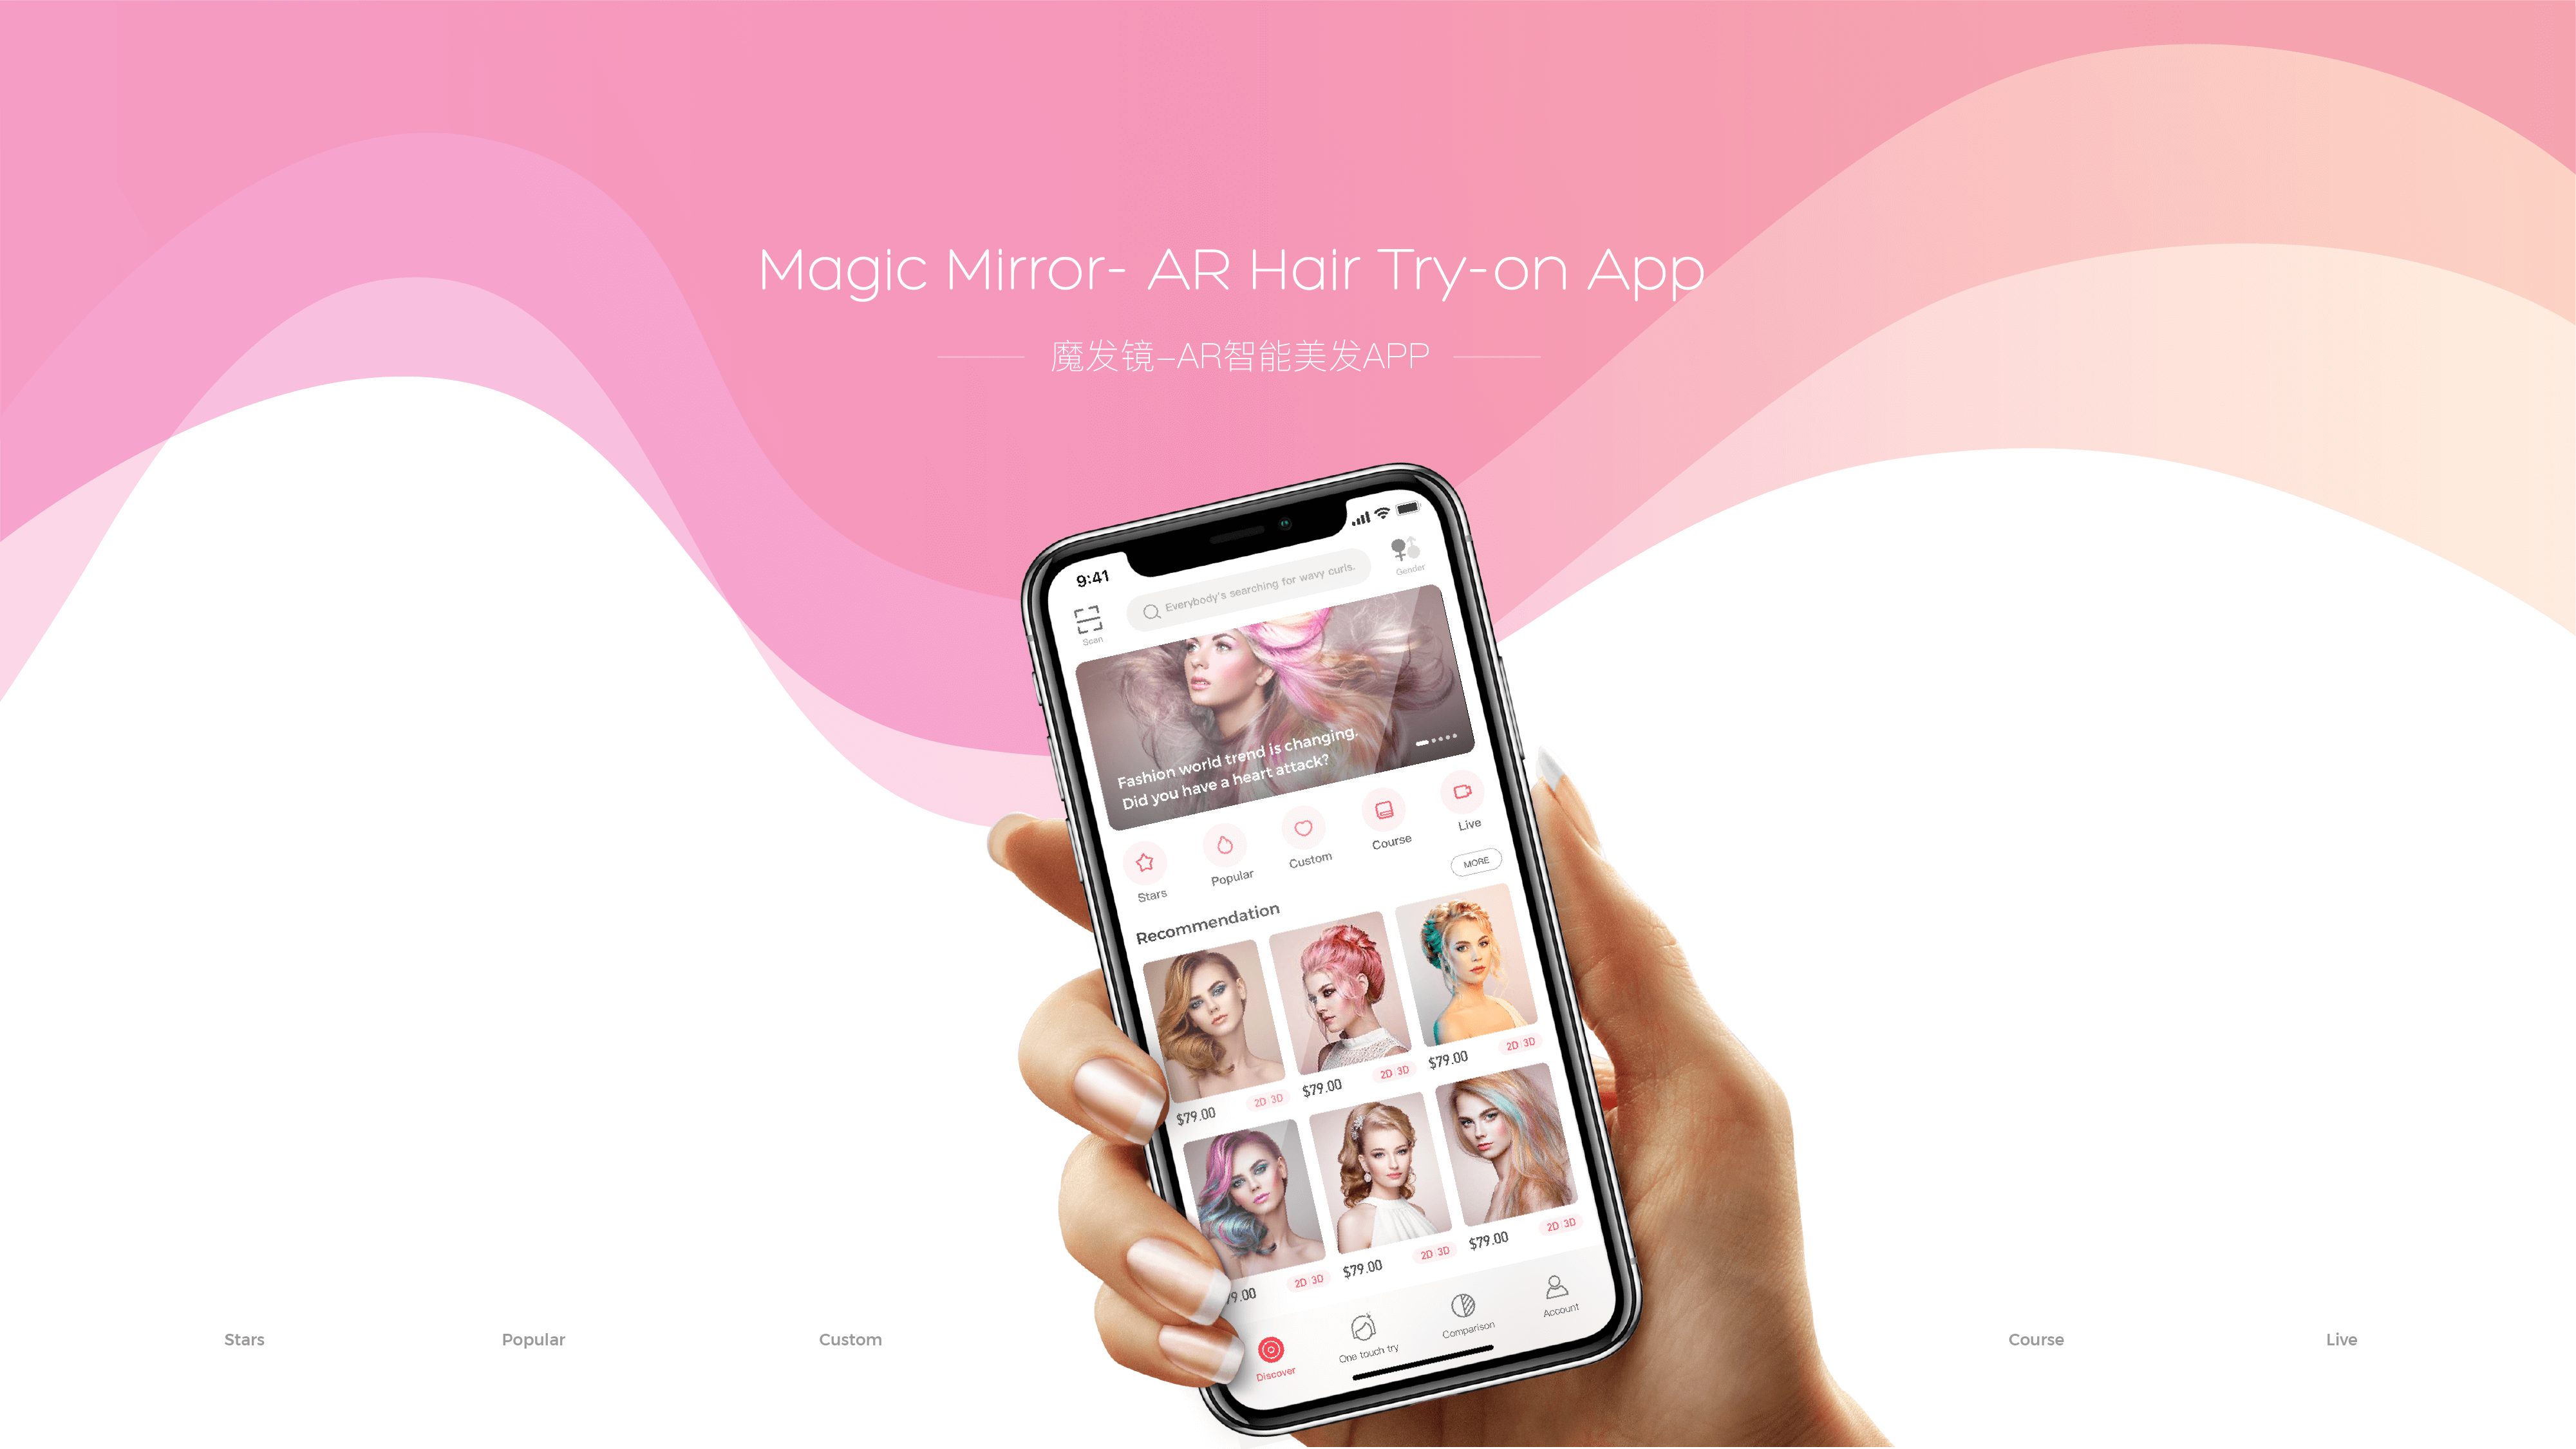 Magic Mirror- AR Hair Try-on App
魔发镜–AR智能美发APP
9:41
Scan
Everybody's searching for wavy curls.
Gender
Fashion world trend is changing.
Did you have a heart attack?
Stars
Popular
Custom
Course
Live
Recommendation
MORE
$79.00
2D 3D
$79.00
2D 3D
$79.00
2D 3D
79.00
2D 3D
$79.00
2D 3D
$79.00
2D 3D
Discover
One touch try
Comparison
Account
Stars
Popular
Custom
Course
Live